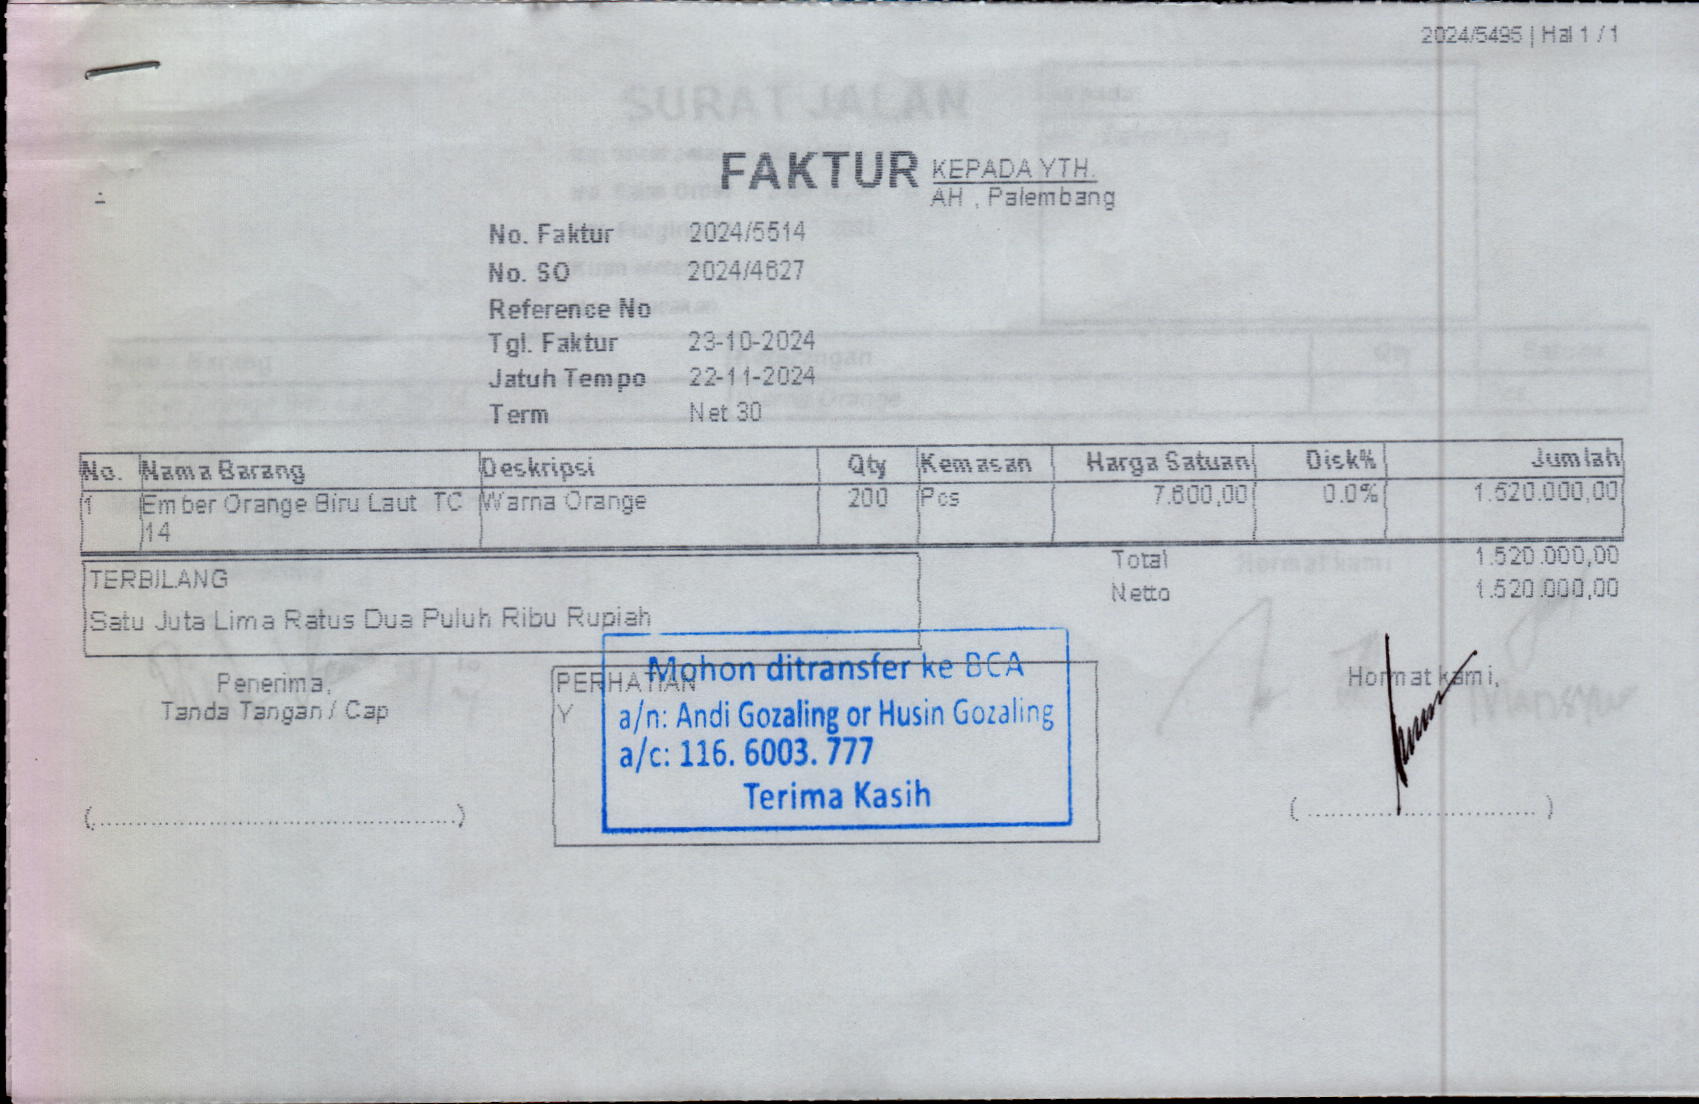 2024/5495 | Hal 1 / 1
SURAT JALAN
FAKTUR
KEPADA YTH.
AH , Palembang
No. Faktur 2024/5514
No. SO 2024/4627
Reference No
Tgl. Faktur 23-10-2024
Jatuh Tempo 22-11-2024
Term Net 30
No. Nama Barang Deskripsi Qty Kemasan Harga Satuan Disk% Jumlah
1 Ember Orange Biru Laut TC Warna Orange 200 Pcs 7.600,00 0.0% 1.520.000,00
14
Total 1.520.000,00
Netto 1.520.000,00
TERBILANG
Satu Juta Lima Ratus Dua Puluh Ribu Rupiah
Penerima,
Tanda Tangan / Cap
(....................)
PERHATIAN
Y
Mohon ditransfer ke BCA
a/n: Andi Gozaling or Husin Gozaling
a/c: 116. 6003. 777
Terima Kasih
Hormat kami,
(....................)